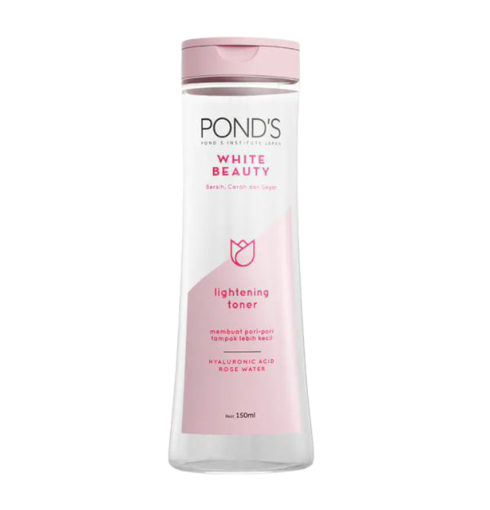 POND'S
POND'S INSTITUTE JAPAN
WHITE
BEAUTY
Bersih, Cerah dan Segar
lightening
toner
membuat pori-pori
tampak lebih kecil
HYALURONIC ACID
ROSE WATER
Nett 150ml